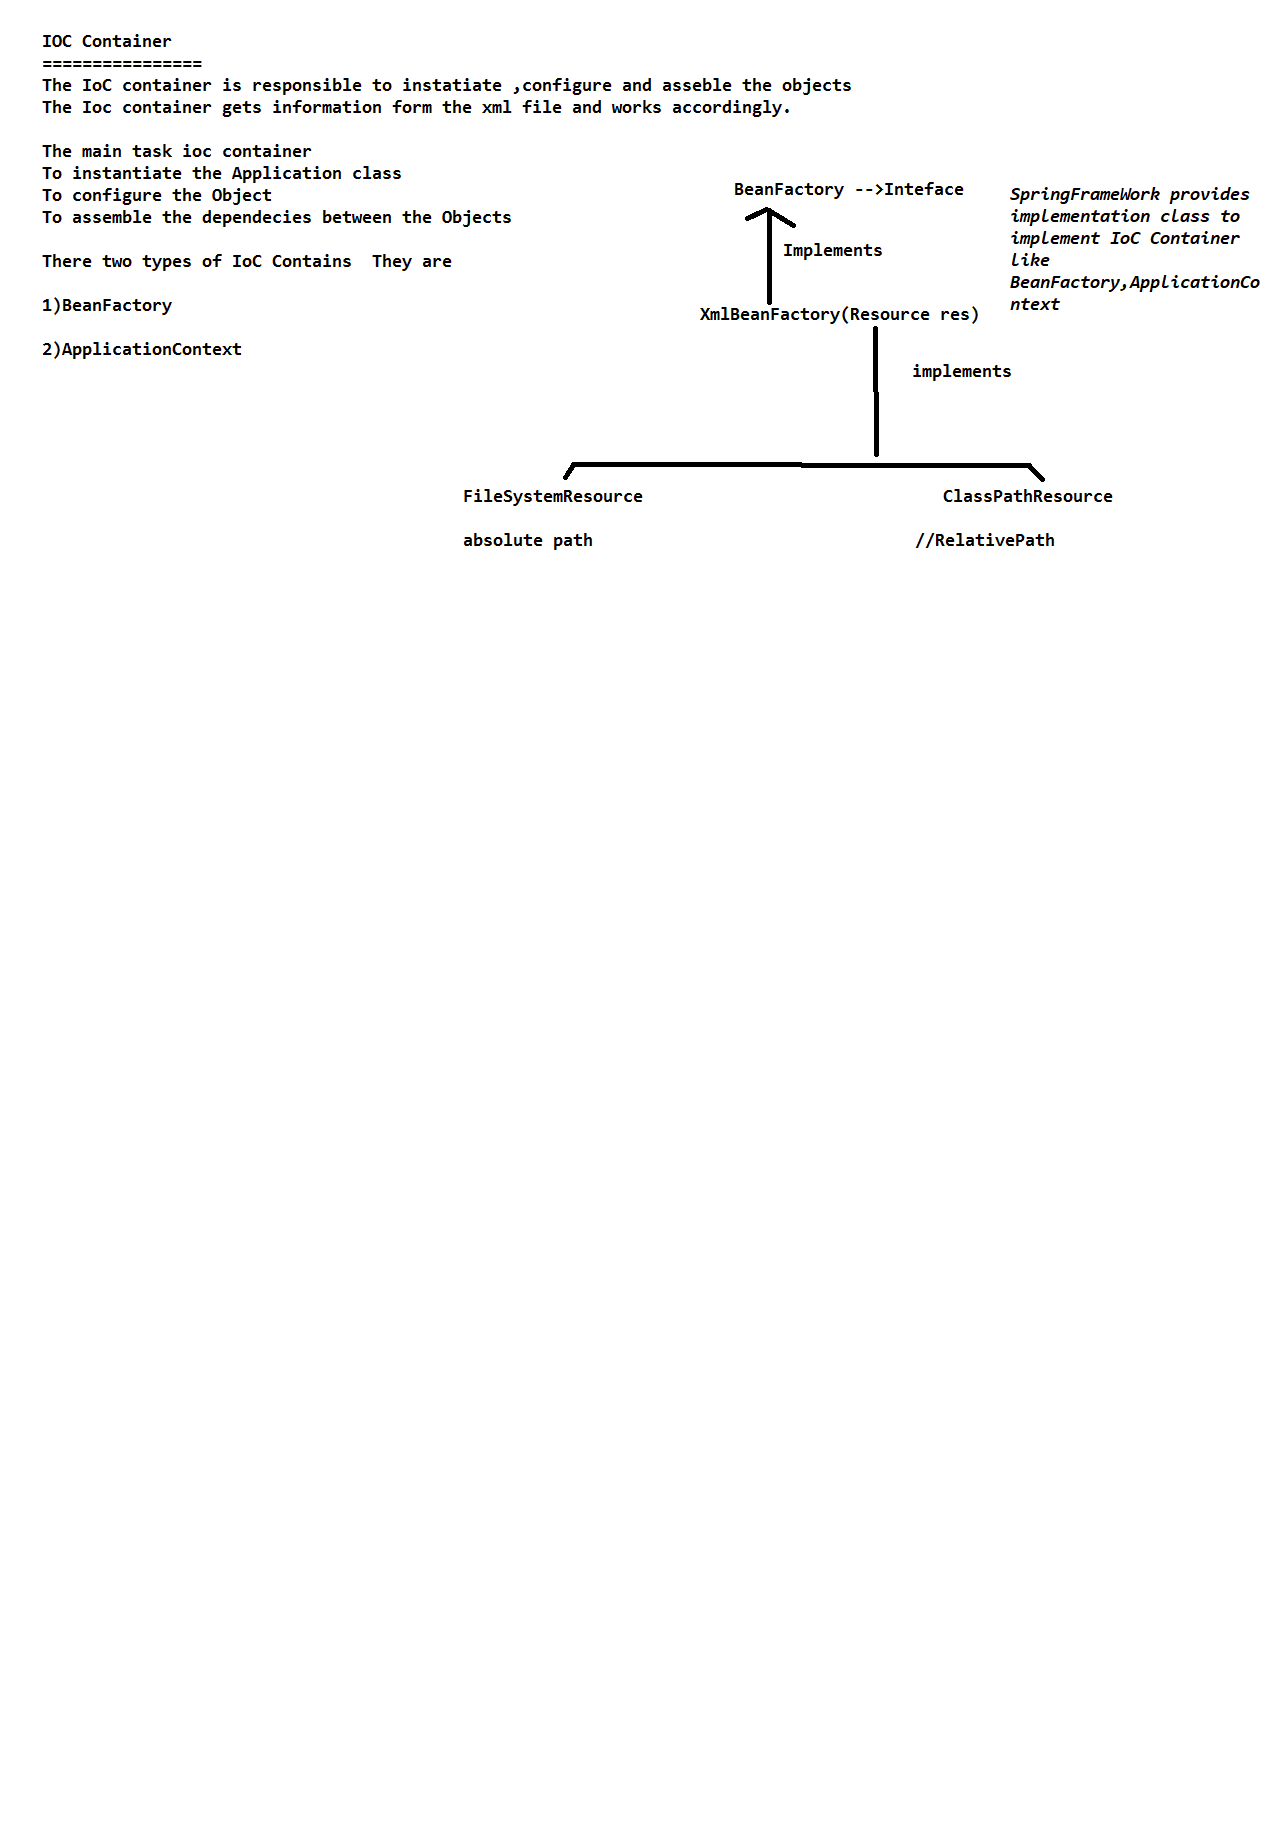 IOC Container
================
The IoC container is responsible to instatiate ,configure and asseble the objects
The Ioc container gets information form the xml file and works accordingly.
The main task ioc container
To instantiate the Application class
To configure the Object
To assemble the dependecies between the Objects
There two types of IoC Contains  They are
1)BeanFactory
2)ApplicationContext
BeanFactory -->Inteface
Implements
XmlBeanFactory(Resource res)
implements
FileSystemResource
ClassPathResource
absolute path
//RelativePath
SpringFrameWork provides
implementation class to
implement IoC Container
like
BeanFactory,ApplicationCo
ntext